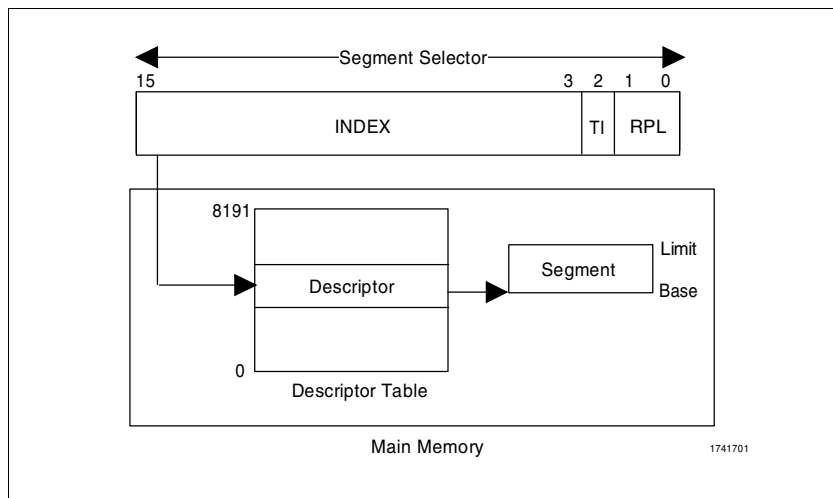 Segment Selector
15 3 2 1 0
INDEX TI RPL
8191
Limit
Segment
Descriptor
Base
0
Descriptor Table
Main Memory
1741701